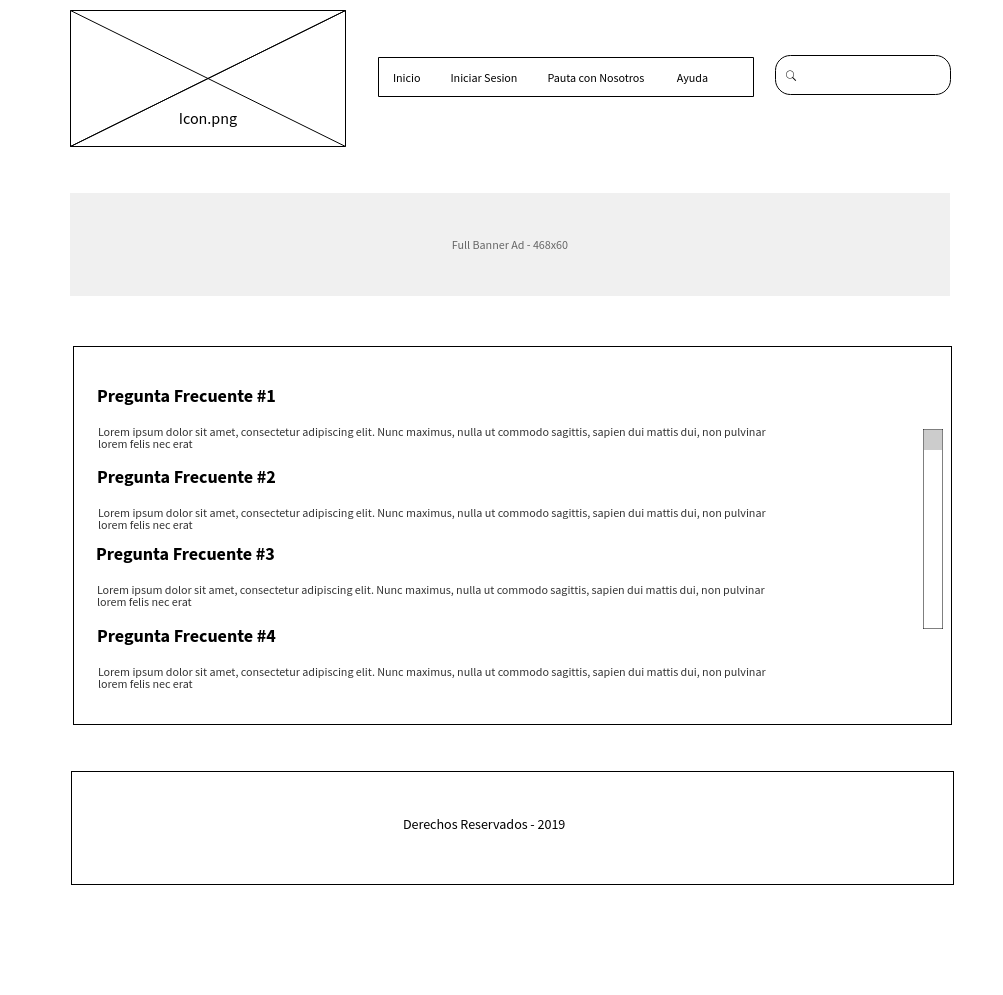 Icon.png
Inicio Iniciar Sesion Pauta con Nosotros Ayuda
Full Banner Ad - 468x60
Pregunta Frecuente #1
Lorem ipsum dolor sit amet, consectetur adipiscing elit. Nunc maximus, nulla ut commodo sagittis, sapien dui mattis dui, non pulvinar
lorem felis nec erat
Pregunta Frecuente #2
Lorem ipsum dolor sit amet, consectetur adipiscing elit. Nunc maximus, nulla ut commodo sagittis, sapien dui mattis dui, non pulvinar
lorem felis nec erat
Pregunta Frecuente #3
Lorem ipsum dolor sit amet, consectetur adipiscing elit. Nunc maximus, nulla ut commodo sagittis, sapien dui mattis dui, non pulvinar
lorem felis nec erat
Pregunta Frecuente #4
Lorem ipsum dolor sit amet, consectetur adipiscing elit. Nunc maximus, nulla ut commodo sagittis, sapien dui mattis dui, non pulvinar
lorem felis nec erat
Derechos Reservados - 2019